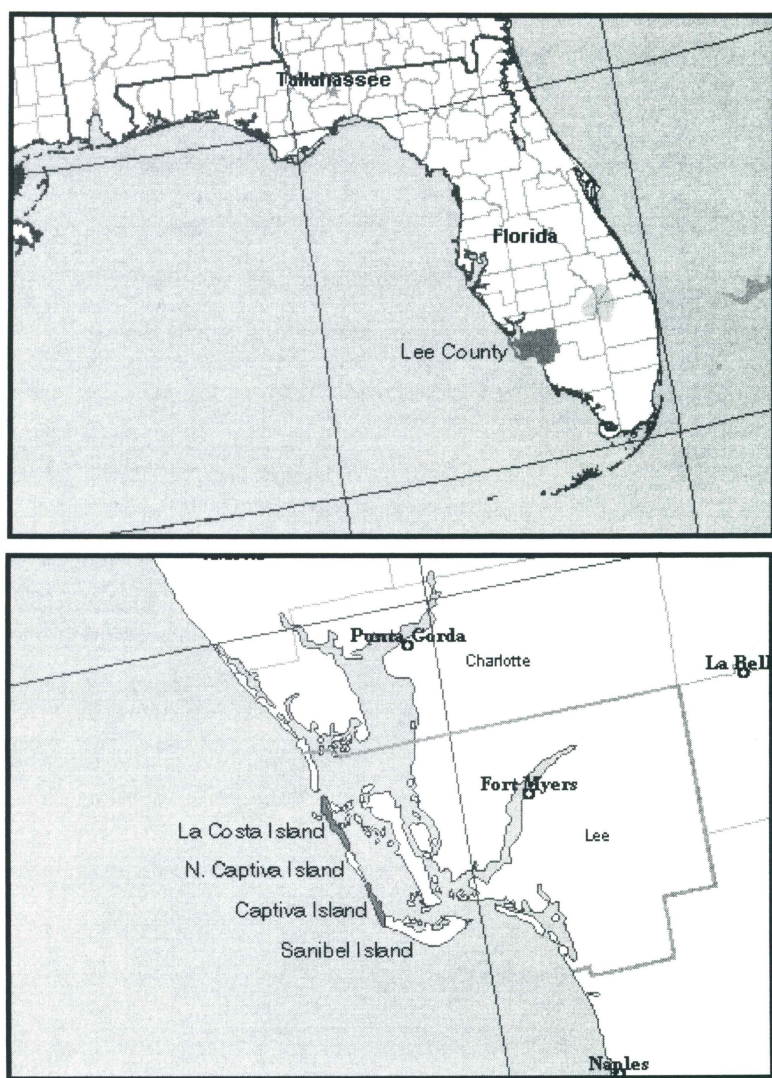 Tallahassee
Florida
Lee County
Punta Gorda
Charlotte
La Bell
Fort Myers
La Costa Island
Lee
N. Captiva Island
Captiva Island
Sanibel Island
Naples